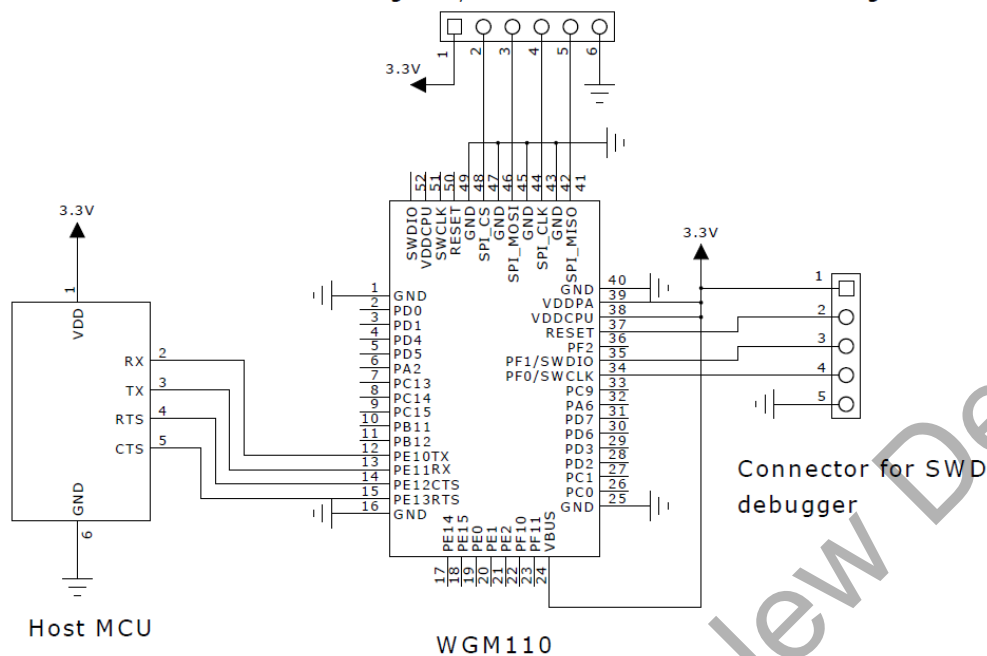 1
2
3
4
5
6
3.3V
52
51
50
49
48
47
46
45
44
43
42
41
SWDIO
VDDCPU
SWCLK
RESET
GND
SPI_CS
GND
SPI_MOSI
GND
SPI_CLK
GND
SPI_MISO
3.3V
1
VDD
RX 2
TX 3
RTS 4
CTS 5
GND
6
Host MCU
1 GND
2 PD0
3 PD1
4 PD4
5 PD5
6 PA2
7 PC13
8 PC14
9 PC15
10 PB11
11 PB12
12 PE10TX
13 PE11RX
14 PE12CTS
15 PE13RTS
16 GND
GND 40
VDDPA 39
VDDCPU 38
RESET 37
PF2 36
PF1/SWDIO 35
PF0/SWCLK 34
PC9 33
PA6 32
PD7 31
PD6 30
PD3 29
PD2 28
PC1 27
PC0 26
GND 25
PE14
PE15
PE0
PE1
PE2
PF10
PF11
VBUS
17
18
19
20
21
22
23
24
WGM110
3.3V
1
2
3
4
5
Connector for SWD
debugger
New De